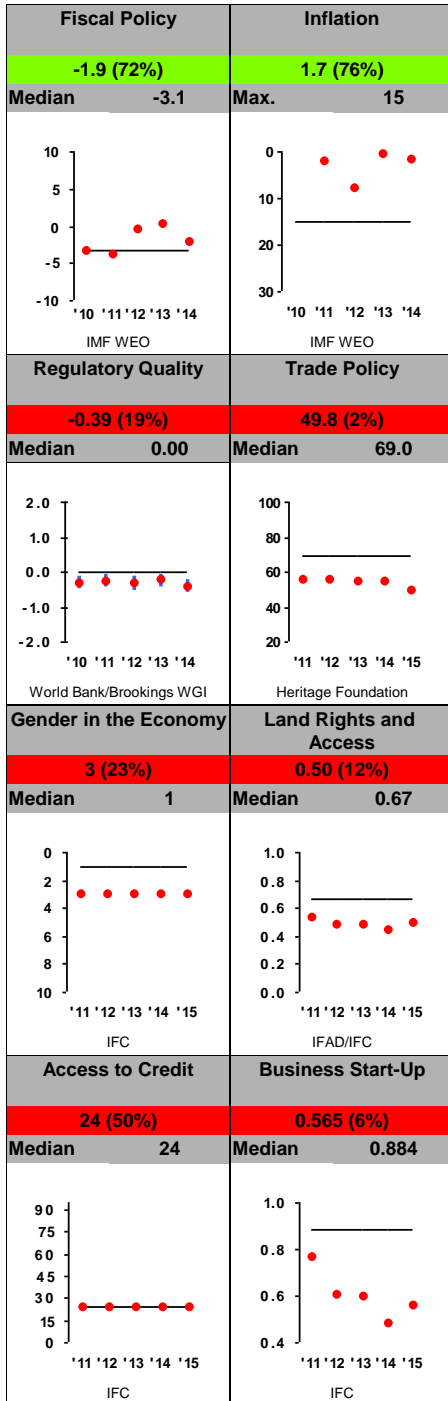 Fiscal Policy
-1.9 (72%)
Median -3.1
10
5
0
-5
-10
'10 '11 '12 '13 '14
IMF WEO
Inflation
1.7 (76%)
Max. 15
0
10
20
30
'10 '11 '12 '13 '14
IMF WEO
Regulatory Quality
-0.39 (19%)
Median 0.00
2.0
1.0
0.0
-1.0
-2.0
'10 '11 '12 '13 '14
World Bank/Brookings WGI
Trade Policy
49.8 (2%)
Median 69.0
100
80
60
40
20
'11 '12 '13 '14 '15
Heritage Foundation
Gender in the Economy
3 (23%)
Median 1
0
2
4
6
8
10
'11 '12 '13 '14 '15
IFC
Land Rights and
Access
0.50 (12%)
Median 0.67
1.0
0.8
0.6
0.4
0.2
0.0
'11 '12 '13 '14 '15
IFAD/IFC
Access to Credit
24 (50%)
Median 24
90
75
60
45
30
15
0
'11 '12 '13 '14 '15
IFC
Business Start-Up
0.565 (6%)
Median 0.884
1.0
0.8
0.6
0.4
'11 '12 '13 '14 '15
IFC